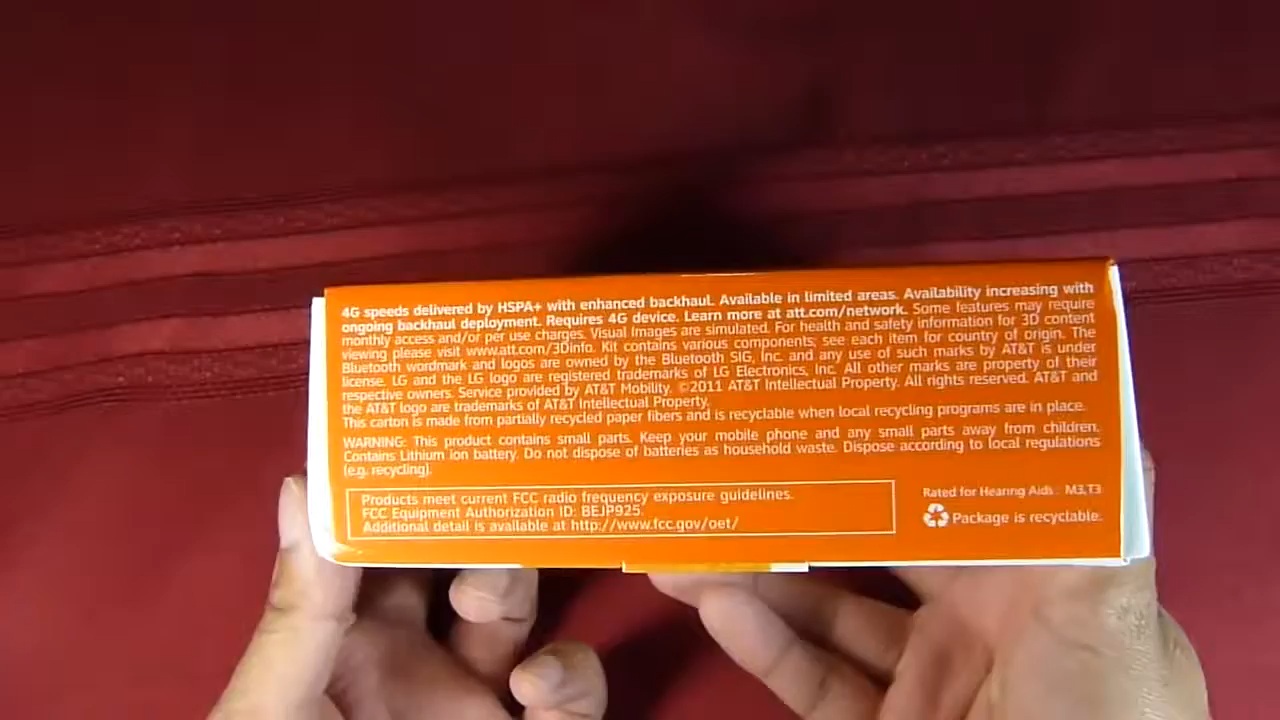 4G speeds delivered by HSPA+ with enhanced backhaul. Available in limited areas. Availability increasing with
ongoing backhaul deployment. Requires 4G device. Learn more at att.com/network. Some features may require
monthly access and/or per use charges. Visual Images are simulated. For health and safety information for 3D content
viewing please visit www.att.com/3Dinfo. Kit contains various components; see each item for country of origin. The
Bluetooth wordmark and logos are owned by the Bluetooth SIG, Inc. and any use of such marks by AT&T is under
license. LG and the LG logo are registered trademarks of LG Electronics, Inc. All other marks are property of their
respective owners. Service provided by AT&T Mobility. ©2011 AT&T Intellectual Property. All rights reserved. AT&T and
the AT&T logo are trademarks of AT&T Intellectual Property.
This carton is made from partially recycled paper fibers and is recyclable when local recycling programs are in place.
WARNING: This product contains small parts. Keep your mobile phone and any small parts away from children.
Contains Lithium ion battery. Do not dispose of batteries as household waste. Dispose according to local regulations
(e.g. recycling).
Products meet current FCC radio frequency exposure guidelines.
FCC Equipment Authorization ID: BEJP925.
Additional detail is available at http://www.fcc.gov/oet/
Rated for Hearing Aids: M3,T3
Package is recyclable.